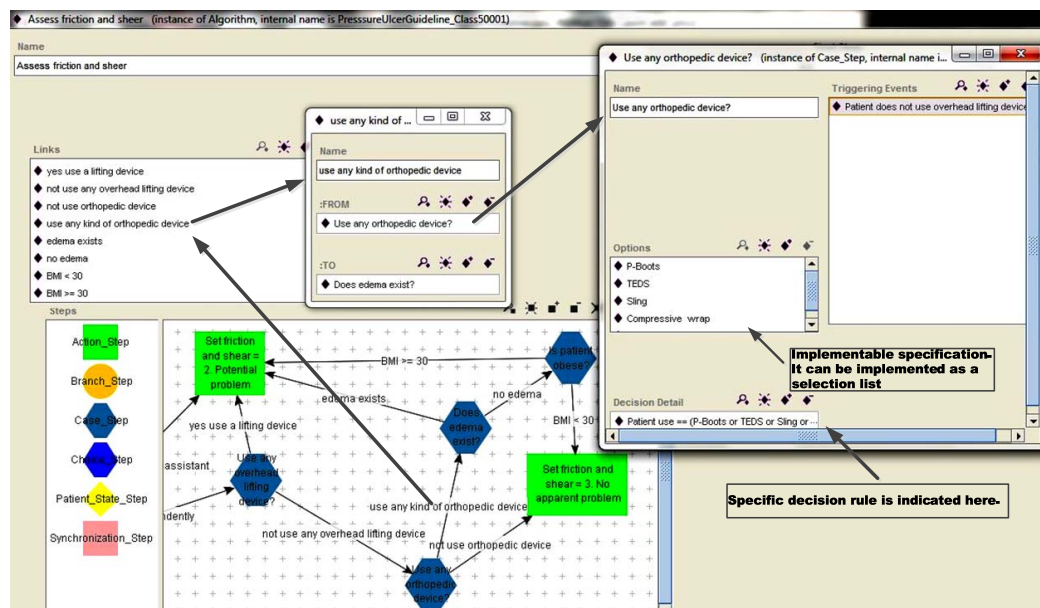 Assess friction and sheer (instance of Algorithm, internal name is PresssureUlcerGuideline_Class50001)
Name
Assess friction and sheer
Links
yes use a lifting device
not use any overhead lifting device
not use orthopedic device
use any kind of orthopedic device
edema exists
no edema
BMI < 30
BMI >= 30
use any kind of ...
Name
use any kind of orthopedic device
:FROM
Use any orthopedic device?
:TO
Does edema exist?
Use any orthopedic device? (instance of Case_Step, internal name i...
Name
Use any orthopedic device?
Triggering Events
Patient does not use overhead lifting device
Options
P-Boots
TEDS
Sling
Compressive wrap
Implementable specification.
It can be implemented as a
selection list
Decision Detail
Patient use == (P-Boots or TEDS or Sling or ...
Specific decision rule is indicated here.
Steps
Action_Step
Branch_Step
Case_Step
Choice_Step
Patient_State_Step
Synchronization_Step
Set friction
and shear =
2. Potential
problem
BMI >= 30
Is patient
obese?
edema exists
no edema
Does
edema
exist?
BMI < 30
yes use a lifting device
assistant
Use any
overhead
lifting
device?
Set friction and
shear = 3. No
apparent problem
use any kind of orthopedic device
dently
not use any overhead lifting device
not use orthopedic device
Use any
orthopedic
device?